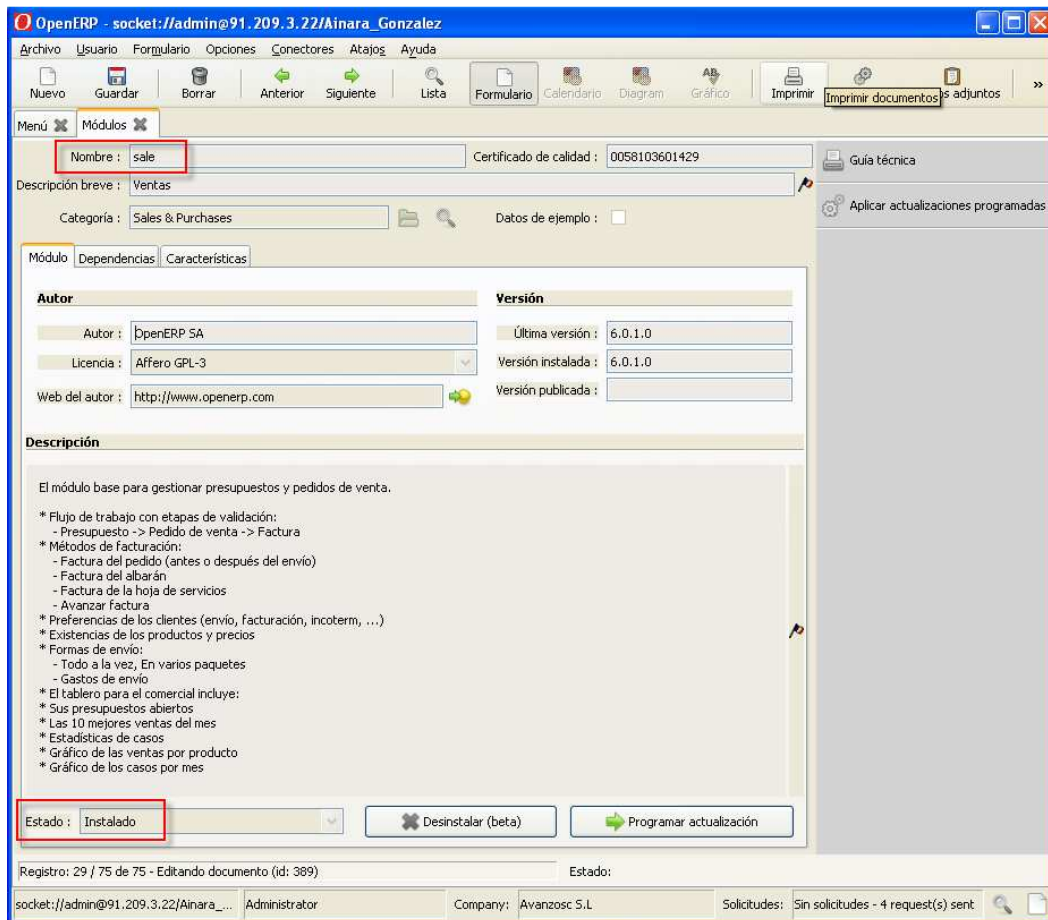 OpenERP - socket://admin@91.209.3.22/Ainara_Gonzalez
Archivo Usuario Formulario Opciones Conectores Atajos Ayuda
Nuevo Guardar Borrar Anterior Siguiente Lista Formulario Calendario Diagram Gráfico Imprimir Imprimir documentos s adjuntos »
Menú Módulos
Nombre : sale Certificado de calidad : 0058103601429 Guía técnica
Descripción breve : Ventas
Categoría : Sales & Purchases Datos de ejemplo : Aplicar actualizaciones programadas
Módulo Dependencias Características
Autor Versión
Autor : OpenERP SA Última versión : 6.0.1.0
Licencia : Affero GPL-3 Versión instalada : 6.0.1.0
Web del autor : http://www.openerp.com Versión publicada :
Descripción
El módulo base para gestionar presupuestos y pedidos de venta.
* Flujo de trabajo con etapas de validación:
- Presupuesto -> Pedido de venta -> Factura
* Métodos de facturación:
- Factura del pedido (antes o después del envío)
- Factura del albarán
- Factura de la hoja de servicios
- Avanzar factura
* Preferencias de los clientes (envío, facturación, incoterm, ...)
* Existencias de los productos y precios
* Formas de envío:
- Todo a la vez, En varios paquetes
- Gastos de envío
* El tablero para el comercial incluye:
* Sus presupuestos abiertos
* Las 10 mejores ventas del mes
* Estadísticas de casos
* Gráfico de las ventas por producto
* Gráfico de los casos por mes
Estado : Instalado Desinstalar (beta) Programar actualización
Registro: 29 / 75 de 75 - Editando documento (id: 389) Estado:
socket://admin@91.209.3.22/Ainara_... Administrator Company: Avanzosc S.L Solicitudes: Sin solicitudes - 4 request(s) sent